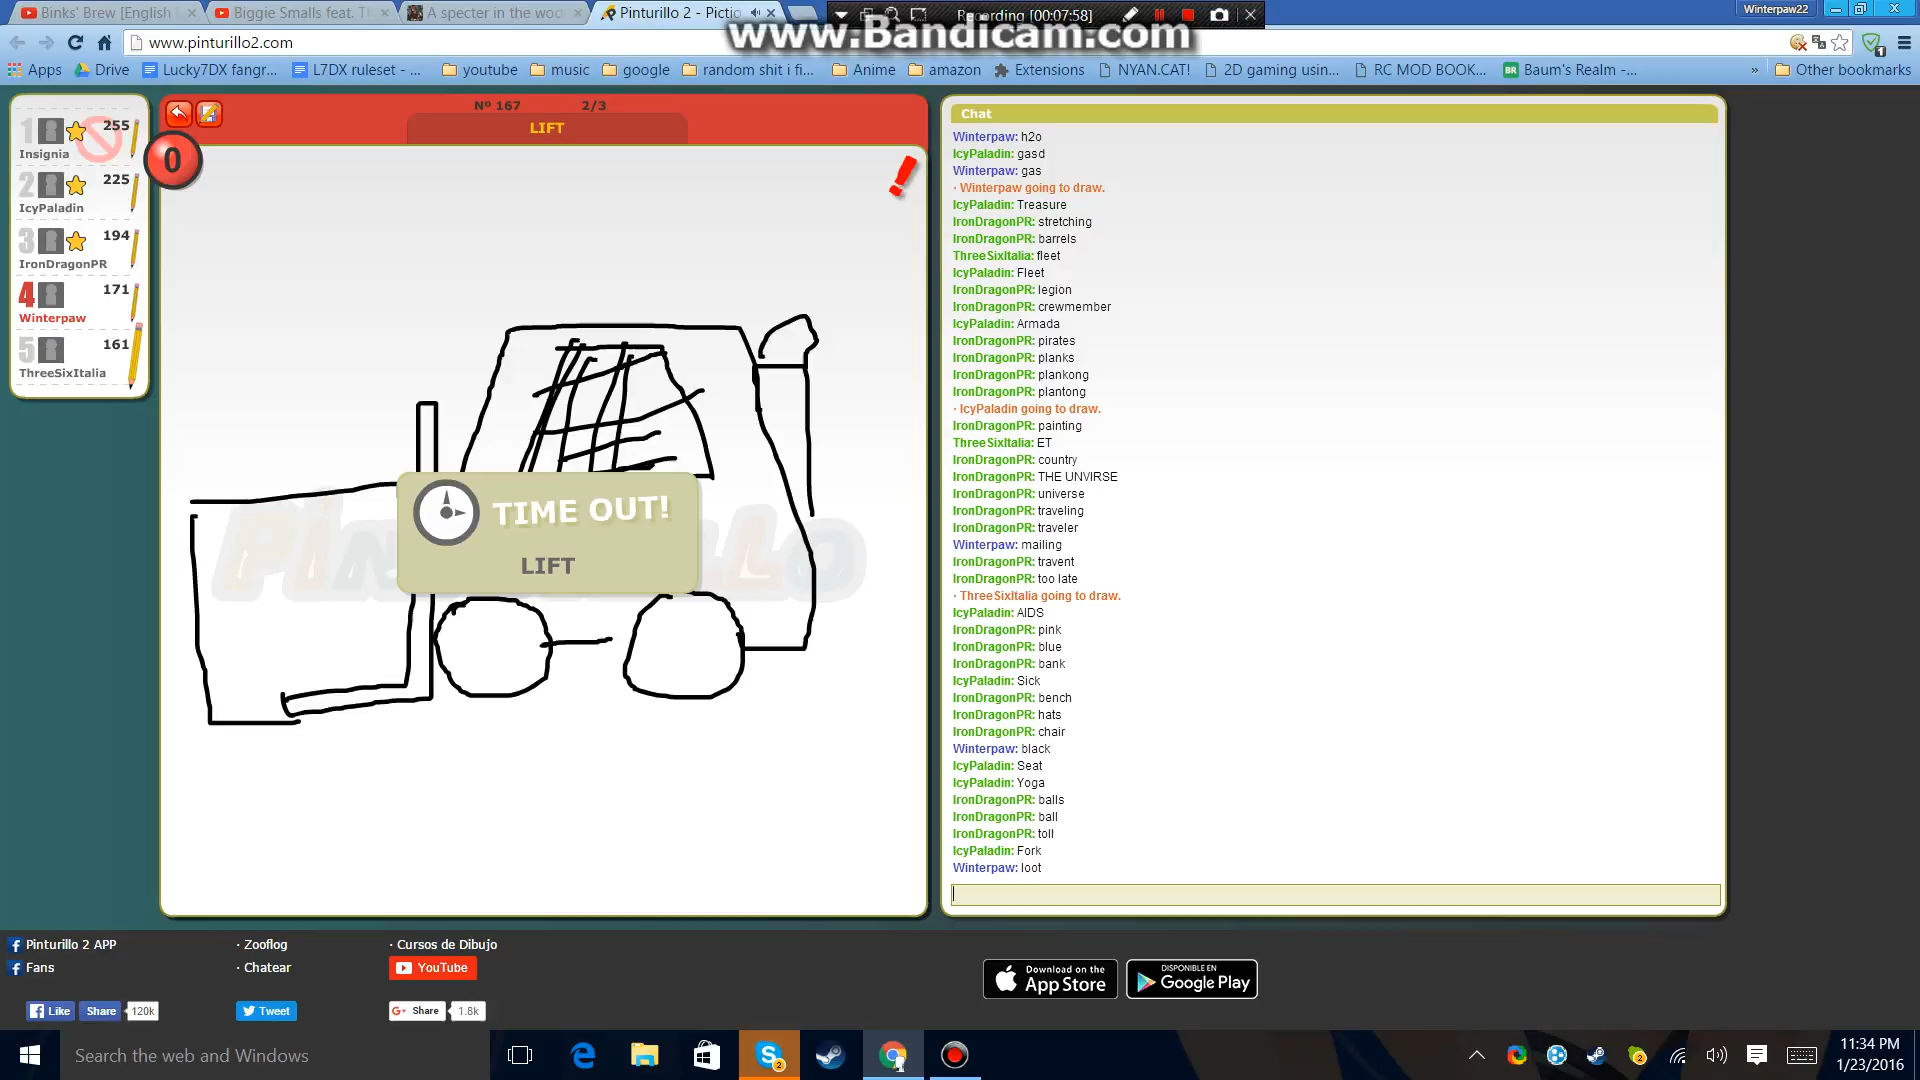 Binks' Brew [English
Biggie Smalls feat. T
A specter in the woo
Pinturillo 2 - Pictio
Recording [00:07:58]
Winterpaw22
www.Bandicam.com
www.pinturillo2.com
Apps
Drive
Lucky7DX fangr...
L7DX ruleset - ...
youtube
music
google
random shit i fi...
Anime
amazon
Extensions
NYAN.CAT!
2D gaming usin...
RC MOD BOOK...
BR Baum's Realm -...
» Other bookmarks
1 255
Insignia
2 225
IcyPaladin
3 194
IronDragonPR
4 171
Winterpaw
5 161
ThreeSixItalia
0
Nº 167 2/3
LIFT
TIME OUT!
LIFT
Pinturillo
Chat
Winterpaw: h2o
IcyPaladin: gasd
Winterpaw: gas
· Winterpaw going to draw.
IcyPaladin: Treasure
IronDragonPR: stretching
IronDragonPR: barrels
ThreeSixItalia: fleet
IcyPaladin: Fleet
IronDragonPR: legion
IronDragonPR: crewmember
IcyPaladin: Armada
IronDragonPR: pirates
IronDragonPR: planks
IronDragonPR: plankong
IronDragonPR: plantong
· IcyPaladin going to draw.
IronDragonPR: painting
ThreeSixItalia: ET
IronDragonPR: country
IronDragonPR: THE UNVIRSE
IronDragonPR: universe
IronDragonPR: traveling
IronDragonPR: traveler
Winterpaw: mailing
IronDragonPR: travent
IronDragonPR: too late
· ThreeSixItalia going to draw.
IcyPaladin: AIDS
IronDragonPR: pink
IronDragonPR: blue
IronDragonPR: bank
IcyPaladin: Sick
IronDragonPR: bench
IronDragonPR: hats
IronDragonPR: chair
Winterpaw: black
IcyPaladin: Seat
IcyPaladin: Yoga
IronDragonPR: balls
IronDragonPR: ball
IronDragonPR: toll
IcyPaladin: Fork
Winterpaw: loot
Pinturillo 2 APP
Fans
· Zooflog
· Chatear
· Cursos de Dibujo
YouTube
Like Share 120k
Tweet
G+ Share 1.8k
Download on the
App Store
DISPONIBLE EN
Google Play
Search the web and Windows
11:34 PM
1/23/2016